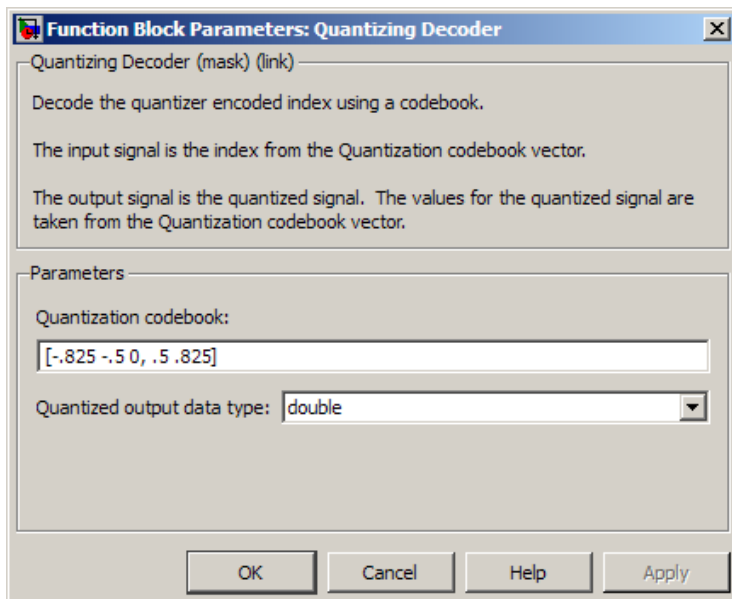 Function Block Parameters: Quantizing Decoder
Quantizing Decoder (mask) (link)
Decode the quantizer encoded index using a codebook.
The input signal is the index from the Quantization codebook vector.
The output signal is the quantized signal.  The values for the quantized signal are
taken from the Quantization codebook vector.
Parameters
Quantization codebook:
[-.825 -.5 0, .5 .825]
Quantized output data type: double
OK Cancel Help Apply